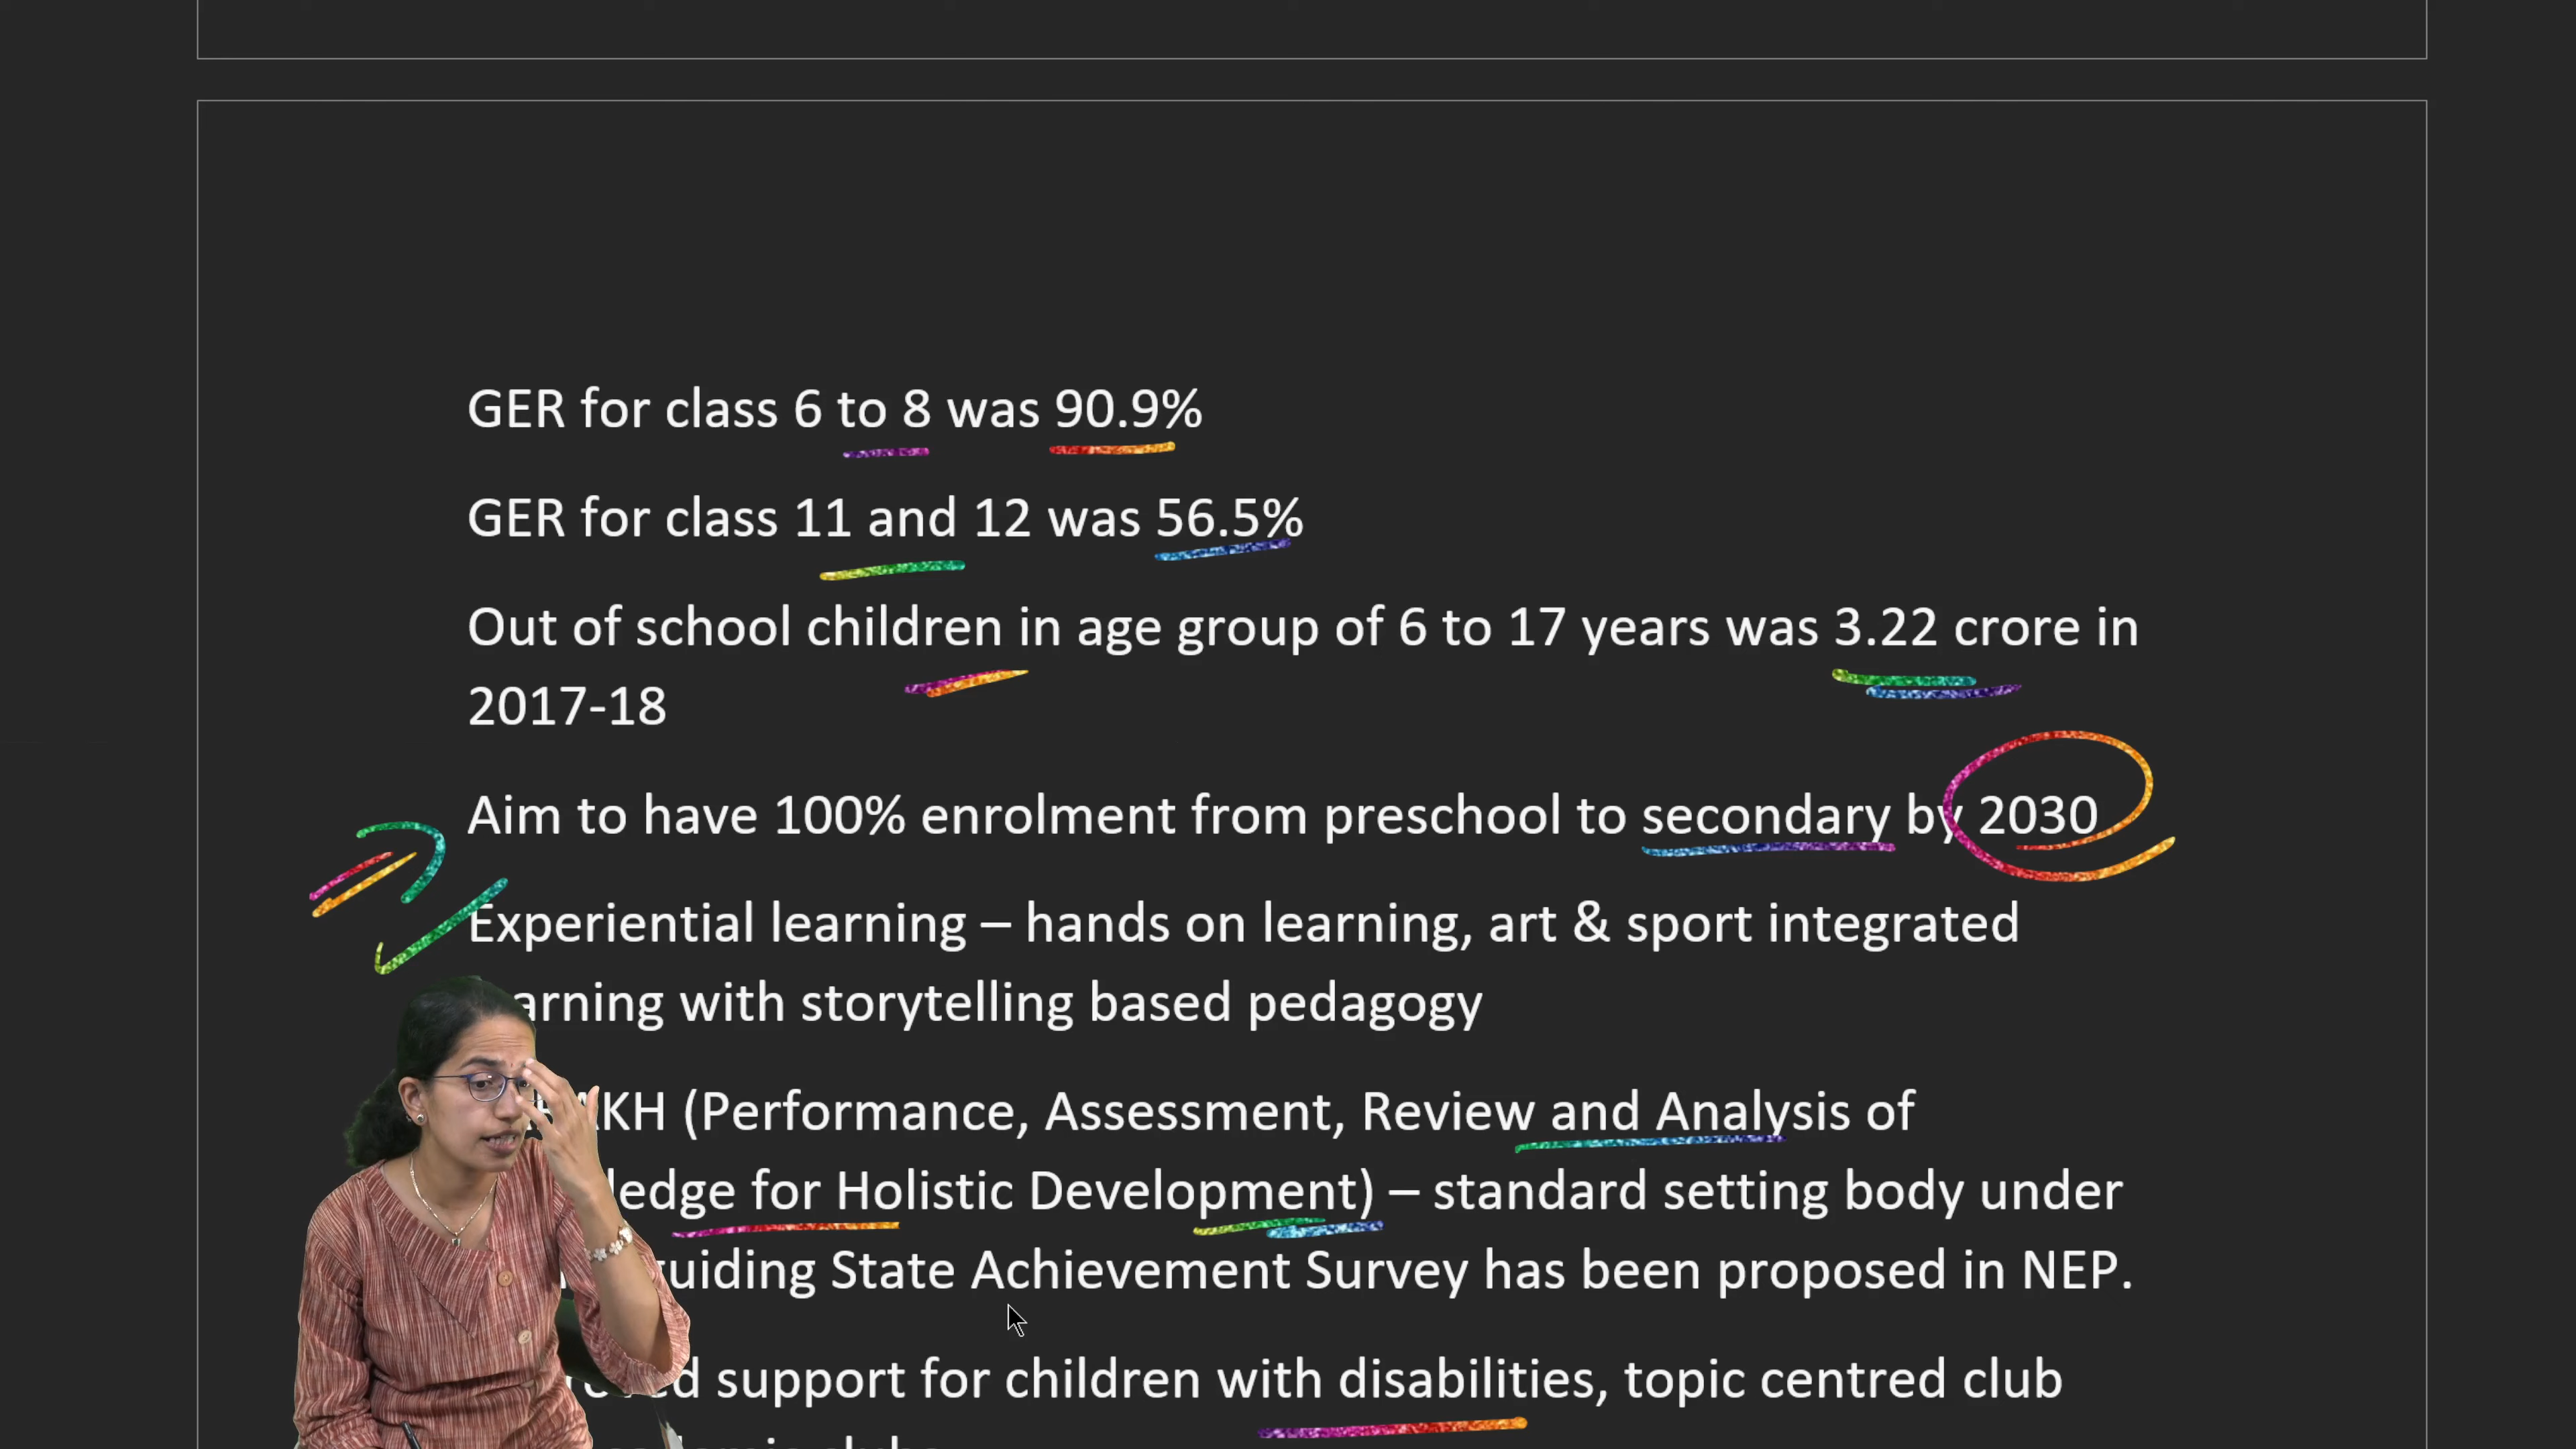 GER for class 6 to 8 was 90.9%
GER for class 11 and 12 was 56.5%
Out of school children in age group of 6 to 17 years was 3.22 crore in
2017-18
Aim to have 100% enrolment from preschool to secondary by 2030
Experiential learning – hands on learning, art & sport integrated
with storytelling based pedagogy
(Performance, Assessment, Review and Analysis of
for Holistic Development) – standard setting body under
guiding State Achievement Survey has been proposed in NEP.
support for children with disabilities, topic centred club